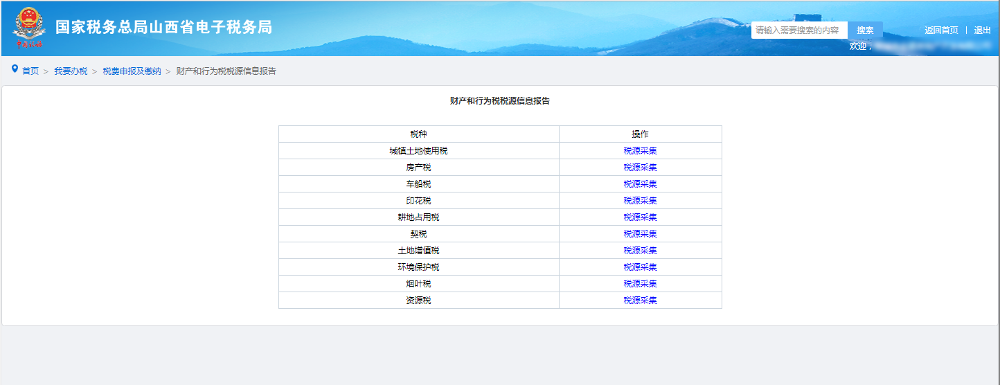 国家税务总局山西省电子税务局
中国税务
请输入需要搜索的内容 搜索 返回首页 | 退出
欢迎，
首页 > 我要办税 > 税费申报及缴纳 > 财产和行为税税源信息报告
财产和行为税税源信息报告
税种 操作
城镇土地使用税 税源采集
房产税 税源采集
车船税 税源采集
印花税 税源采集
耕地占用税 税源采集
契税 税源采集
土地增值税 税源采集
环境保护税 税源采集
烟叶税 税源采集
资源税 税源采集